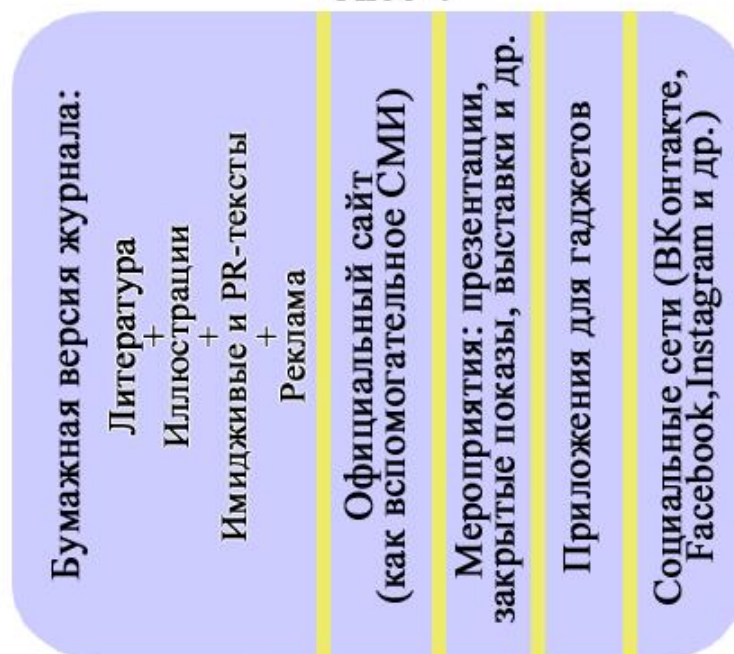 Бумажная версия журнала:
Литература
+
Иллюстрации
+
Имидживые и PR-тексты
+
Реклама
Официальный сайт
(как вспомогательное СМИ)
Мероприятия: презентации,
закрытые показы, выставки и др.
Приложения для гаджетов
Социальные сети (ВКонтакте,
Facebook,Instagram и др.)